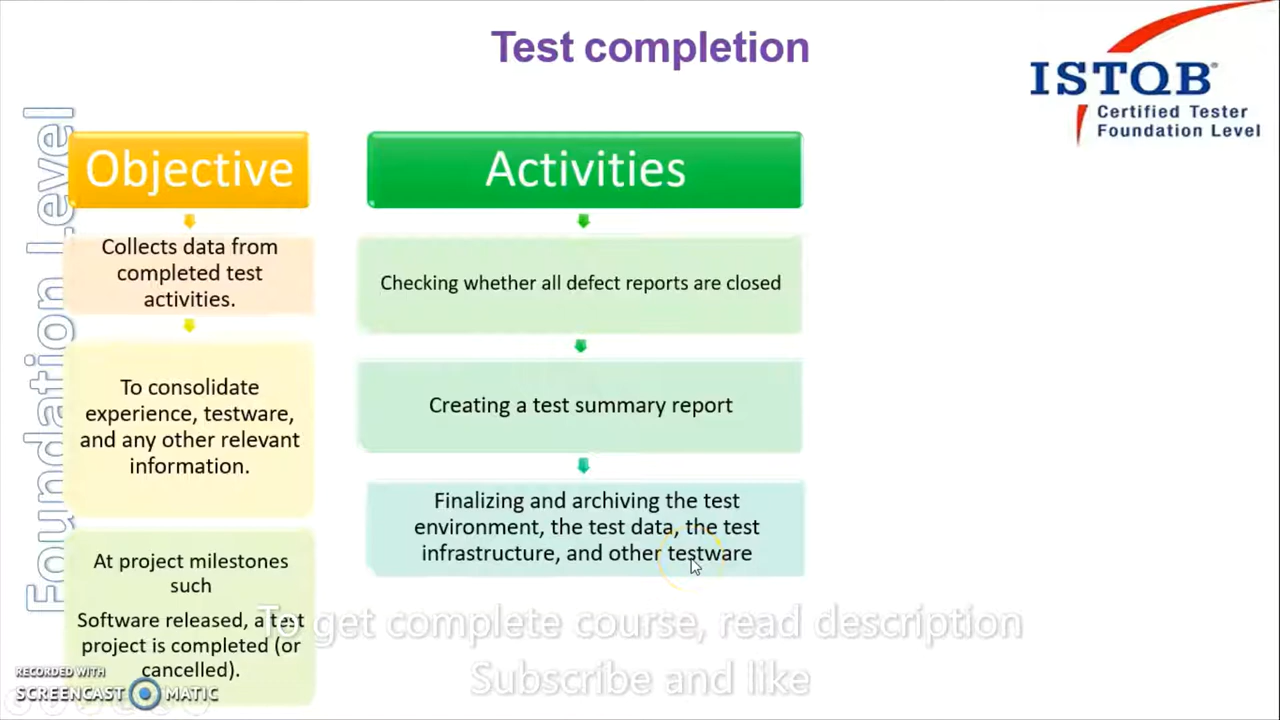 Test completion
ISTQB®
Certified Tester
Foundation Level
Foundation Level
Objective
Collects data from
completed test
activities.
To consolidate
experience, testware,
and any other relevant
information.
At project milestones
such
Software released, a test
project is completed (or
cancelled).
Activities
Checking whether all defect reports are closed
Creating a test summary report
Finalizing and archiving the test
environment, the test data, the test
infrastructure, and other testware
To get complete course, read description
Subscribe and like
RECORDED WITH
SCREENCAST MATIC